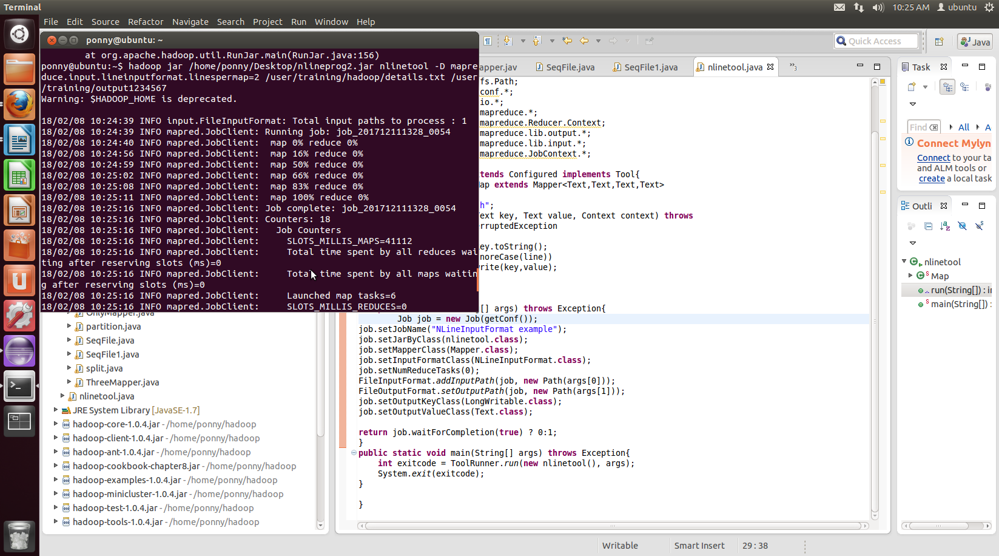 Terminal
10:25 AM
ubuntu
File Edit Source Refactor Navigate Search Project Run Window Help
ponny@ubuntu: ~
at org.apache.hadoop.util.RunJar.main(RunJar.java:156)
ponny@ubuntu:~$ hadoop jar /home/ponny/Desktop/nlineprog2.jar nlinetool -D mapre
duce.input.lineinputformat.linespermap=2 /user/training/hadoop/details.txt /user
/training/output1234567
Warning: $HADOOP_HOME is deprecated.
18/02/08 10:24:39 INFO input.FileInputFormat: Total input paths to process : 1
18/02/08 10:24:39 INFO mapred.JobClient: Running job: job_201712111328_0054
18/02/08 10:24:40 INFO mapred.JobClient:  map 0% reduce 0%
18/02/08 10:24:56 INFO mapred.JobClient:  map 16% reduce 0%
18/02/08 10:24:59 INFO mapred.JobClient:  map 50% reduce 0%
18/02/08 10:25:02 INFO mapred.JobClient:  map 66% reduce 0%
18/02/08 10:25:08 INFO mapred.JobClient:  map 83% reduce 0%
18/02/08 10:25:11 INFO mapred.JobClient:  map 100% reduce 0%
18/02/08 10:25:16 INFO mapred.JobClient: Job complete: job_201712111328_0054
18/02/08 10:25:16 INFO mapred.JobClient: Counters: 18
18/02/08 10:25:16 INFO mapred.JobClient:   Job Counters
18/02/08 10:25:16 INFO mapred.JobClient:     SLOTS_MILLIS_MAPS=41112
18/02/08 10:25:16 INFO mapred.JobClient:     Total time spent by all reduces wai
ting after reserving slots (ms)=0
18/02/08 10:25:16 INFO mapred.JobClient:     Total time spent by all maps waitin
g after reserving slots (ms)=0
18/02/08 10:25:16 INFO mapred.JobClient:     Launched map tasks=6
18/02/08 10:25:16 INFO mapred.JobClient:     SLOTS_MILLIS_REDUCES=0
OnlyMapper.java
partition.java
SeqFile.java
SeqFile1.java
split.java
ThreeMapper.java
nlinetool.java
JRE System Library [JavaSE-1.7]
hadoop-core-1.0.4.jar - /home/ponny/hadoop
hadoop-client-1.0.4.jar - /home/ponny/hadoop
hadoop-ant-1.0.4.jar - /home/ponny/hadoop
hadoop-cookbook-chapter8.jar - /home/ponny/hadoop
hadoop-examples-1.0.4.jar - /home/ponny/hadoop
hadoop-minicluster-1.0.4.jar - /home/ponny/hadoop
hadoop-test-1.0.4.jar - /home/ponny/hadoop
hadoop-tools-1.0.4.jar - /home/ponny/hadoop
Quick Access
Java
apper.jav SeqFile.java SeqFile1.java nlinetool.java »3
fs.Path;
conf.*;
io.*;
mapreduce.*;
mapreduce.Reducer.Context;
mapreduce.lib.output.*;
mapreduce.lib.input.*;
mapreduce.JobContext.*;
tends Configured implements Tool{
ap extends Mapper<Text,Text,Text,Text>
h";
ext key, Text value, Context context) throws
rruptedException
ey.toString();
noreCase(line))
rite(key,value);
[] args) throws Exception{
Job job = new Job(getConf());
job.setJobName("NLineInputFormat example");
job.setJarByClass(nlinetool.class);
job.setMapperClass(Mapper.class);
job.setInputFormatClass(NLineInputFormat.class);
job.setNumReduceTasks(0);
FileInputFormat.addInputPath(job, new Path(args[0]));
FileOutputFormat.setOutputPath(job, new Path(args[1]));
job.setOutputKeyClass(LongWritable.class);
job.setOutputValueClass(Text.class);
return job.waitForCompletion(true) ? 0:1;
}
public static void main(String[] args) throws Exception{
int exitcode = ToolRunner.run(new nlinetool(), args);
System.exit(exitcode);
}
}
Task
Find All A
Connect Mylyn
Connect to your ta
and ALM tools or
create a local task
Outli
nlinetool
Map
run(String[]) : i
main(String[]) :
Writable Smart Insert 29 : 38